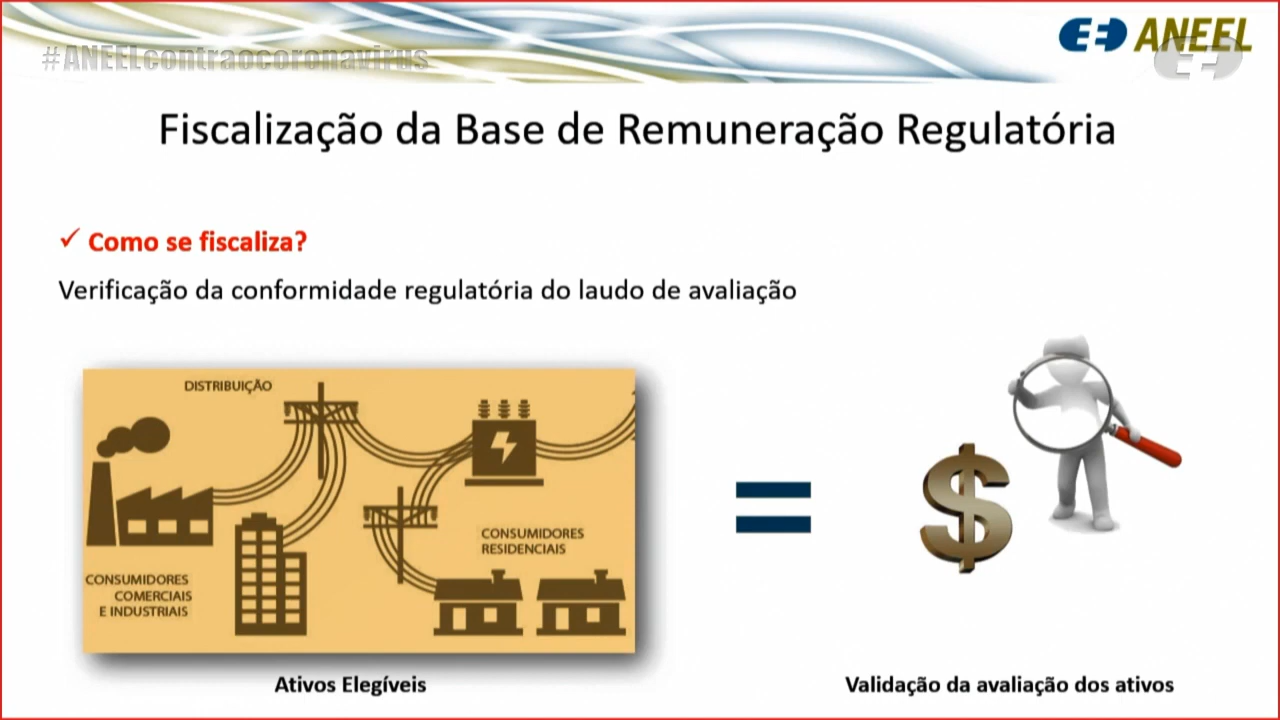 #ANEELcontraocoronavirus
ANEEL
Fiscalização da Base de Remuneração Regulatória
✓ Como se fiscaliza?
Verificação da conformidade regulatória do laudo de avaliação
DISTRIBUIÇÃO
CONSUMIDORES
RESIDENCIAIS
CONSUMIDORES
COMERCIAIS
E INDUSTRIAIS
=
$
Ativos Elegíveis
Validação da avaliação dos ativos